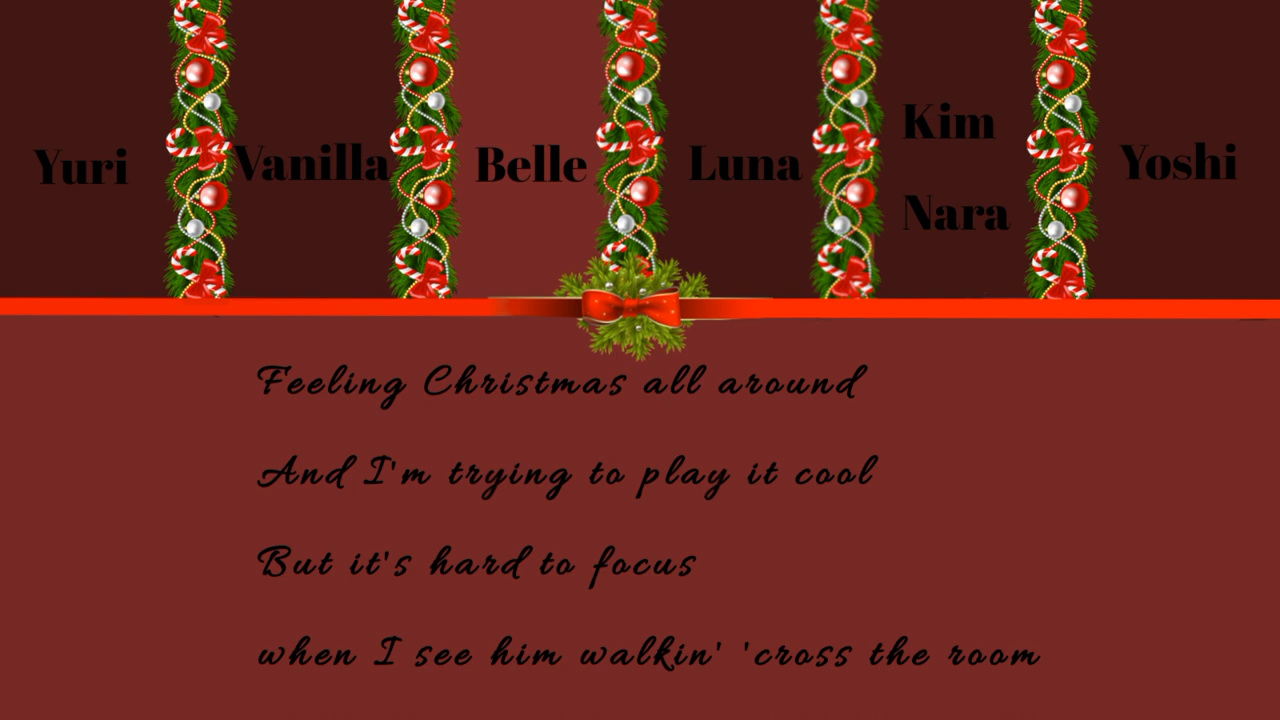 Yuri
Vanilla
Belle
Luna
Kim
Nara
Yoshi
Feeling Christmas all around
And I'm trying to play it cool
But it's hard to focus
when I see him walkin' 'cross the room